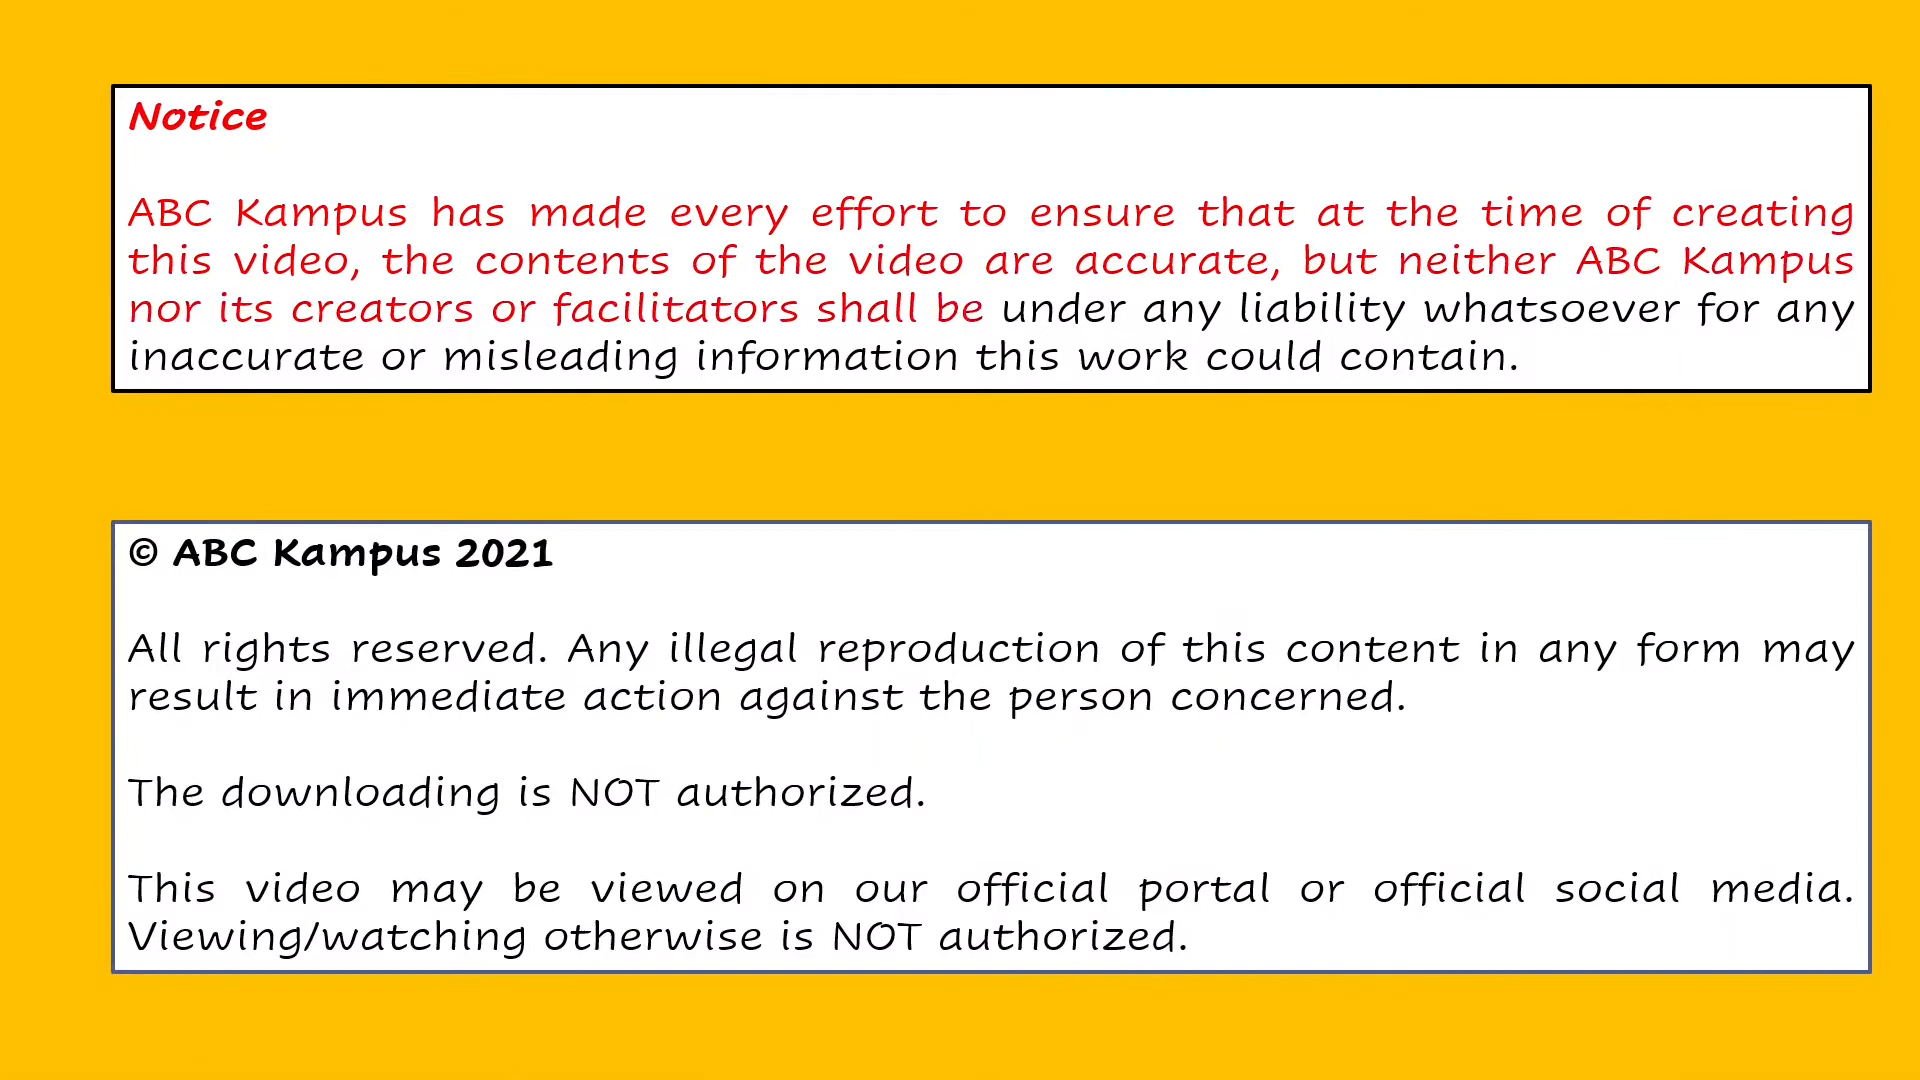 Notice
ABC Kampus has made every effort to ensure that at the time of creating
this video, the contents of the video are accurate, but neither ABC Kampus
nor its creators or facilitators shall be under any liability whatsoever for any
inaccurate or misleading information this work could contain.
© ABC Kampus 2021
All rights reserved. Any illegal reproduction of this content in any form may
result in immediate action against the person concerned.
The downloading is NOT authorized.
This video may be viewed on our official portal or official social media.
Viewing/watching otherwise is NOT authorized.